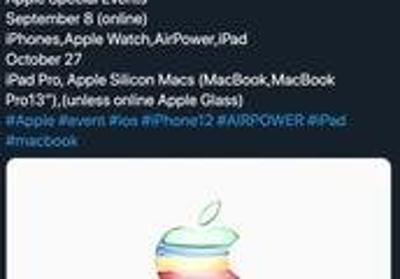 Apple Special Events
September 8 (online)
iPhones,Apple Watch,AirPower,iPad
October 27
iPad Pro, Apple Silicon Macs (MacBook,MacBook
Pro13"),(unless online Apple Glass)
#Apple #event #ios #iPhone12 #AIRPOWER #iPad
#macbook